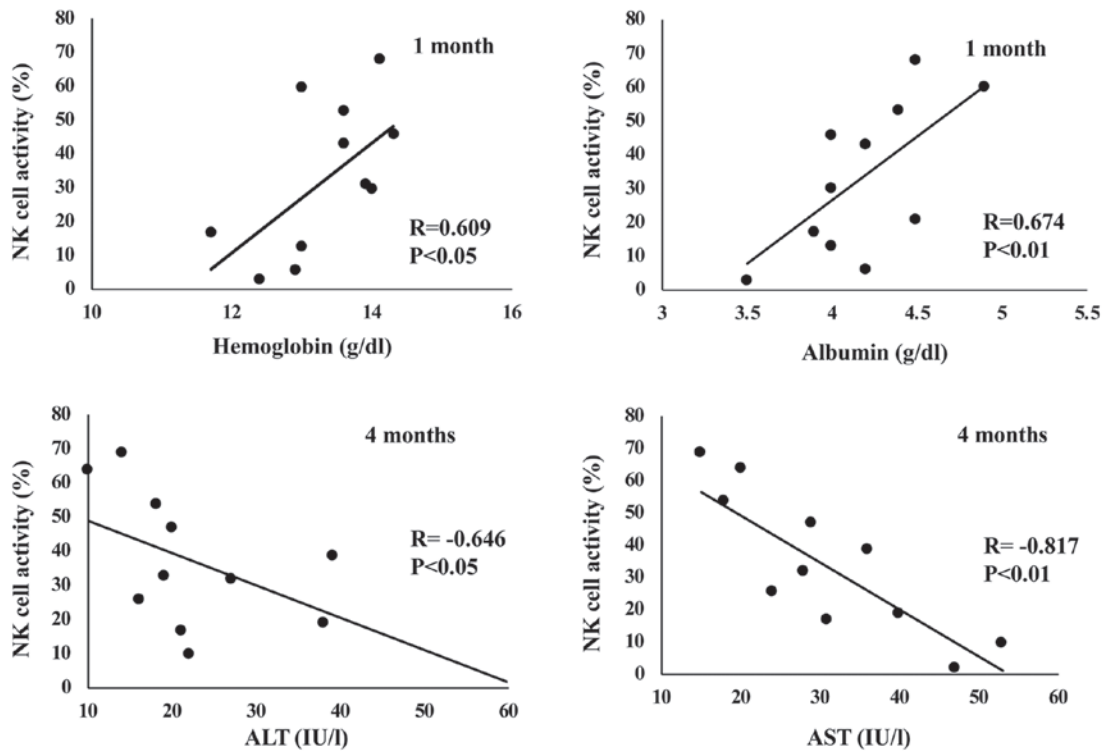 80
70
60
50
40
30
20
10
0
NK cell activity (%)
1 month
R=0.609
P<0.05
10
12
14
16
Hemoglobin (g/dl)
80
70
60
50
40
30
20
10
0
NK cell activity (%)
1 month
R=0.674
P<0.01
3
3.5
4
4.5
5
5.5
Albumin (g/dl)
80
70
60
50
40
30
20
10
0
NK cell activity (%)
4 months
R= -0.646
P<0.05
10
20
30
40
50
60
ALT (IU/l)
80
70
60
50
40
30
20
10
0
NK cell activity (%)
4 months
R= -0.817
P<0.01
10
20
30
40
50
60
AST (IU/l)